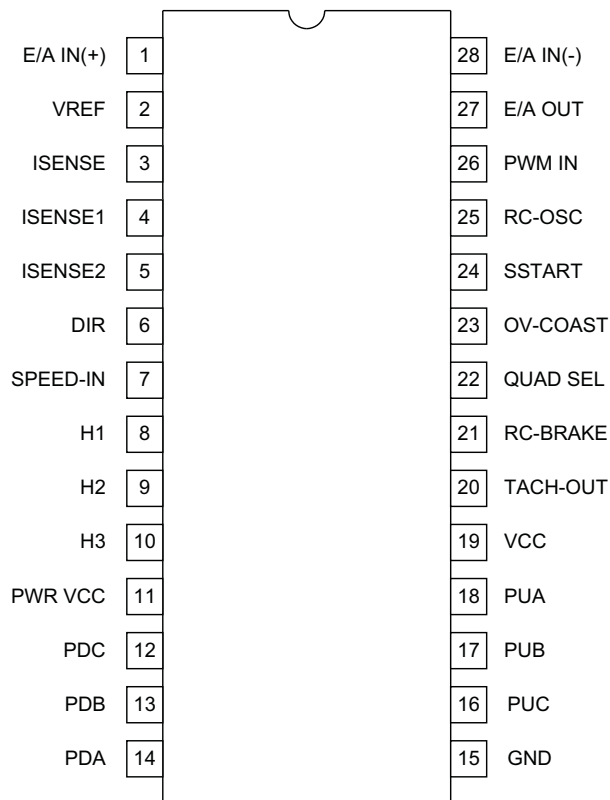 E/A IN(+) 1 28 E/A IN(-)
VREF 2 27 E/A OUT
ISENSE 3 26 PWM IN
ISENSE1 4 25 RC-OSC
ISENSE2 5 24 SSTART
DIR 6 23 OV-COAST
SPEED-IN 7 22 QUAD SEL
H1 8 21 RC-BRAKE
H2 9 20 TACH-OUT
H3 10 19 VCC
PWR VCC 11 18 PUA
PDC 12 17 PUB
PDB 13 16 PUC
PDA 14 15 GND